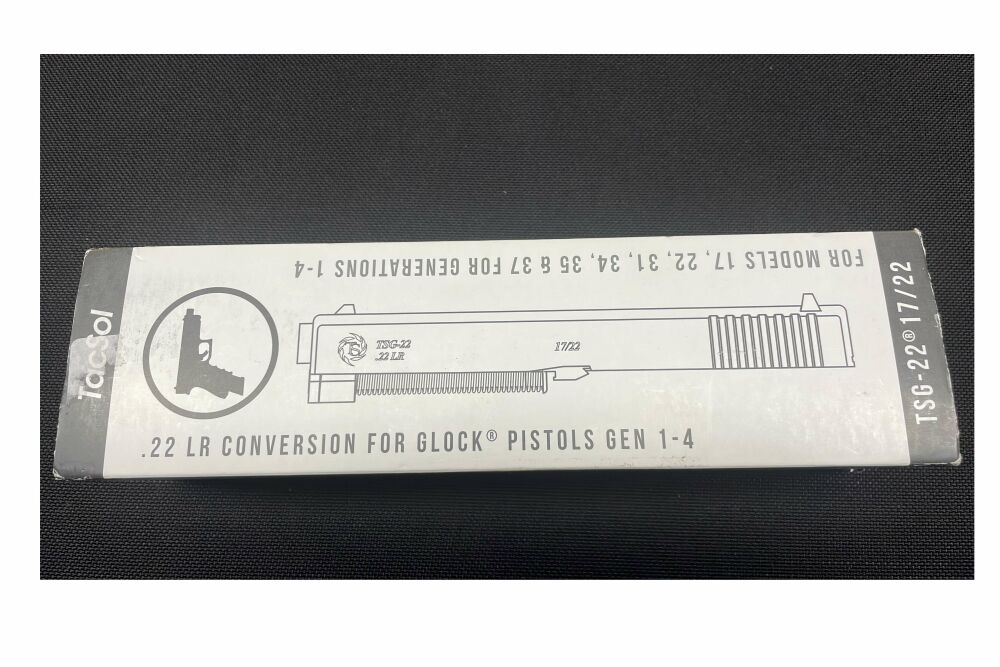 FOR MODELS 17, 22, 31, 34, 35 & 37 FOR GENERATIONS 1-4
TacSol
TS
TSG-22
.22 LR
17/22
TSG-22® 17/22
.22 LR CONVERSION FOR GLOCK® PISTOLS GEN 1-4